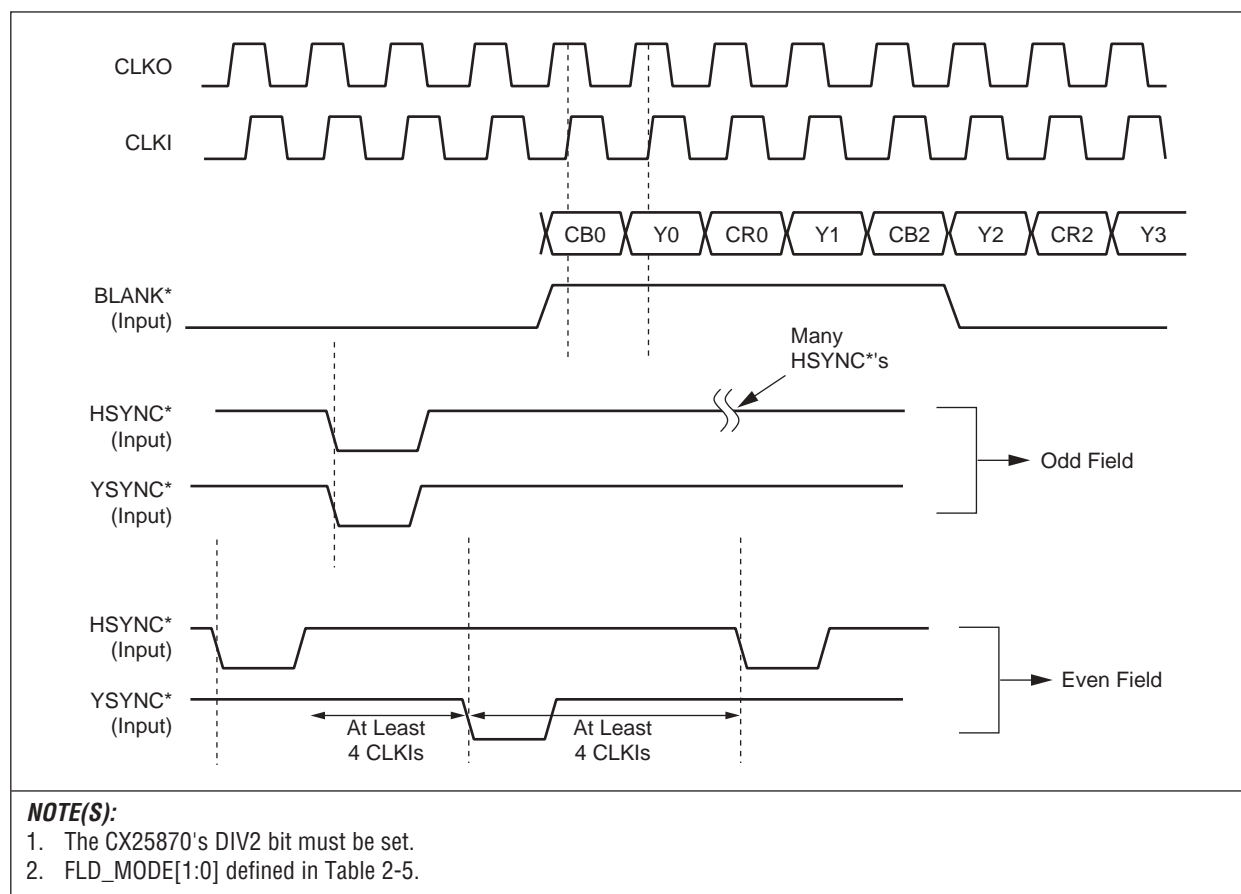 CLKO
CLKI
CB0 Y0 CR0 Y1 CB2 Y2 CR2 Y3
BLANK*
(Input)
Many
HSYNC*'s
HSYNC*
(Input)
Odd Field
YSYNC*
(Input)
HSYNC*
(Input)
Even Field
YSYNC*
(Input)
At Least
4 CLKIs
At Least
4 CLKIs
NOTE(S):
1. The CX25870's DIV2 bit must be set.
2. FLD_MODE[1:0] defined in Table 2-5.